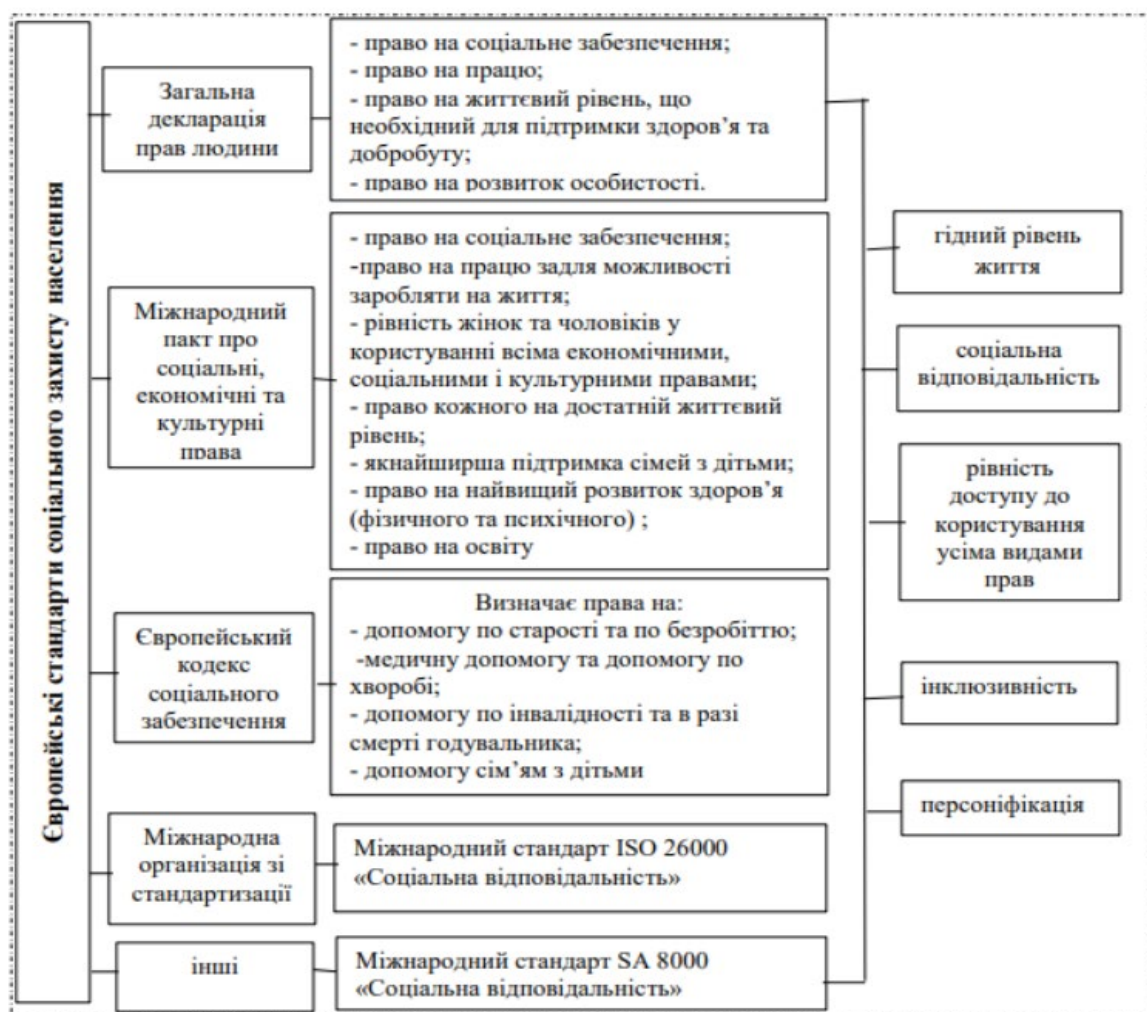 Європейські стандарти соціального захисту населення
Загальна
декларація
прав людини
- право на соціальне забезпечення;
- право на працю;
- право на життєвий рівень, що
необхідний для підтримки здоров’я та
добробуту;
- право на розвиток особистості.
Міжнародний
пакт про
соціальні,
економічні та
культурні
права
- право на соціальне забезпечення;
-право на працю задля можливості
заробляти на життя;
- рівність жінок та чоловіків у
користуванні всіма економічними,
соціальними і культурними правами;
- право кожного на достатній життєвий
рівень;
- якнайширша підтримка сімей з дітьми;
- право на найвищий розвиток здоров’я
(фізичного та психічного) ;
- право на освіту
Європейський
кодекс
соціального
забезпечення
Визначає права на:
- допомогу по старості та по безробіттю;
-медичну допомогу та допомогу по
хворобі;
- допомогу по інвалідності та в разі
смерті годувальника;
- допомогу сім’ям з дітьми
Міжнародна
організація зі
стандартизації
Міжнародний стандарт ISO 26000
«Соціальна відповідальність»
інші
Міжнародний стандарт SA 8000
«Соціальна відповідальність»
гідний рівень
життя
соціальна
відповідальність
рівність
доступу до
користування
усіма видами
прав
інклюзивність
персоніфікація